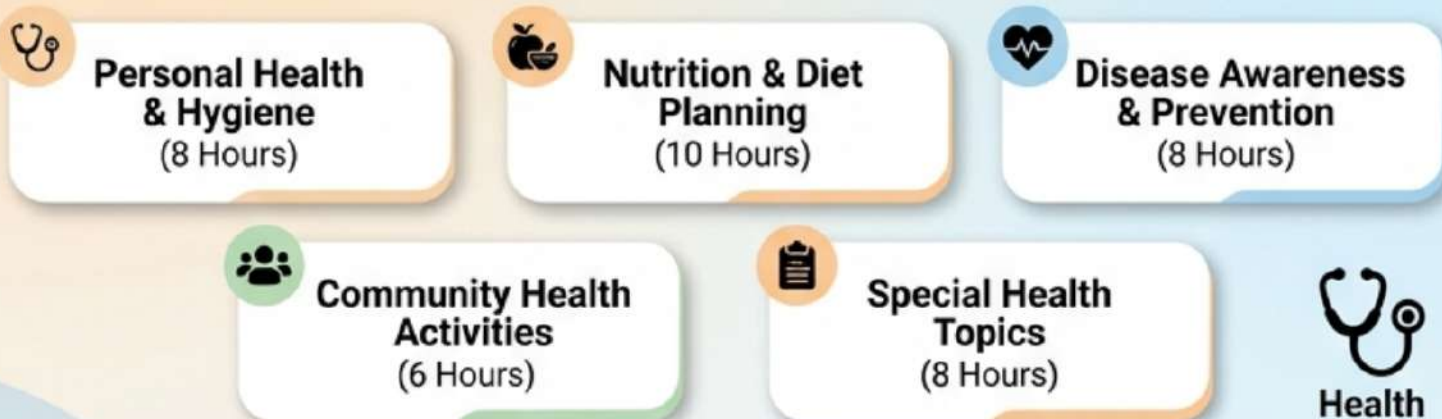 Personal Health
& Hygiene
(8 Hours)
Nutrition & Diet
Planning
(10 Hours)
Disease Awareness
& Prevention
(8 Hours)
Community Health
Activities
(6 Hours)
Special Health
Topics
(8 Hours)
Health